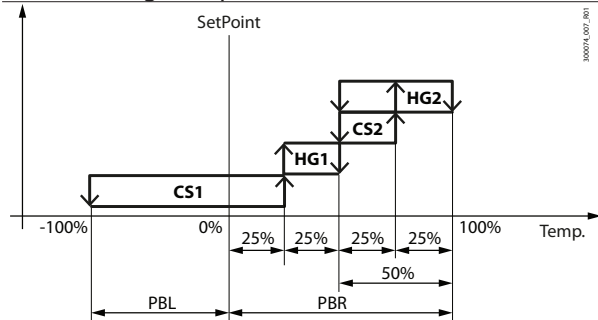 SetPoint
300074_007_R01
HG2
CS2
HG1
CS1
-100% 0% 100% Temp.
25% 25% 25% 25%
50%
PBL PBR